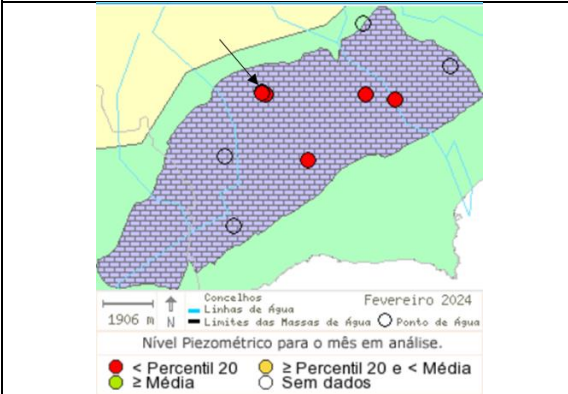 Concelhos
Linhas de Água
Limites das Massas de Água
Ponto de Água
Fevereiro 2024
1906 m
N
Nível Piezométrico para o mês em análise.
< Percentil 20
≥ Percentil 20 e < Média
≥ Média
Sem dados